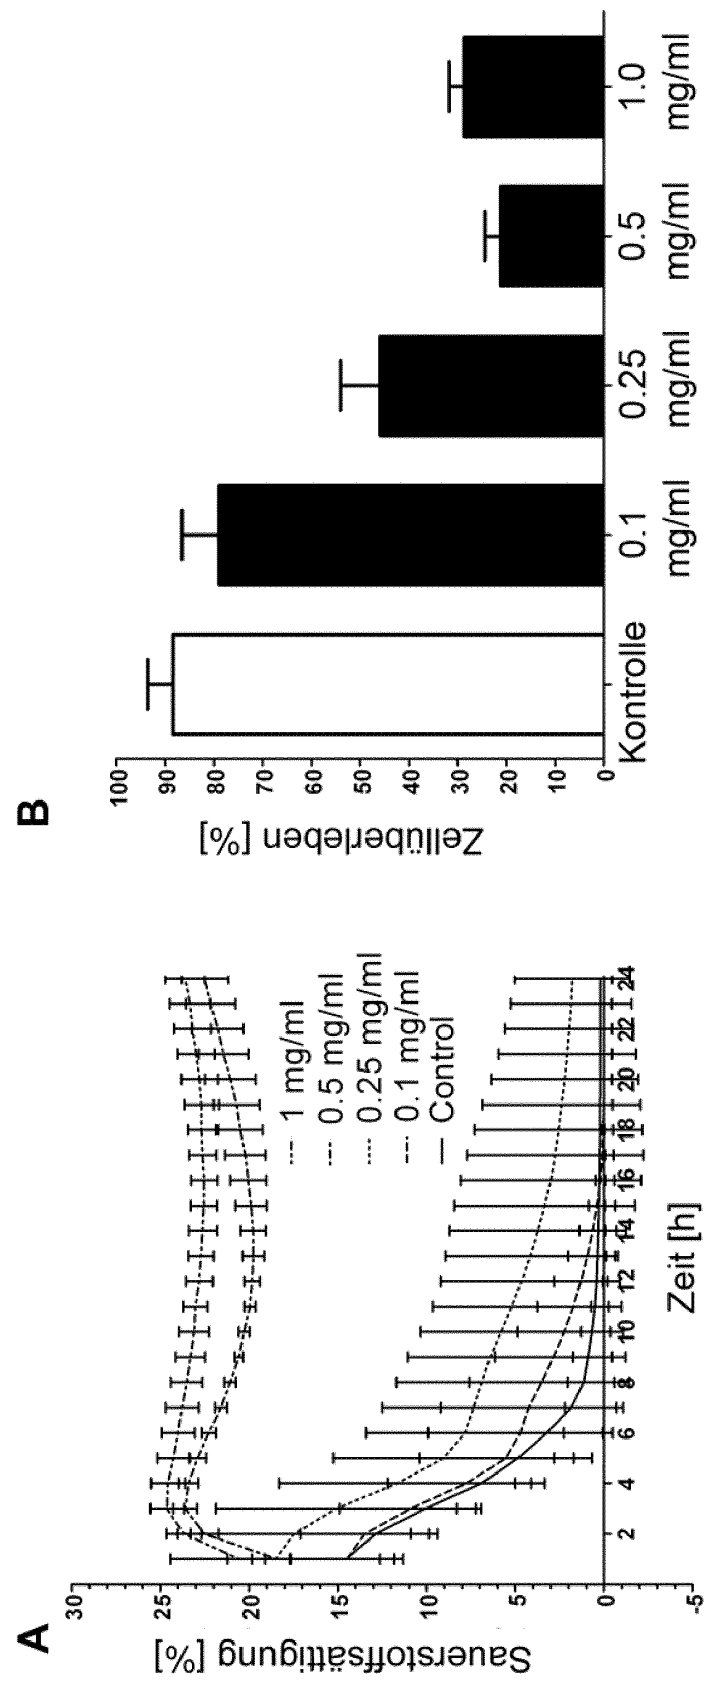 A
Sauerstoffsättigung [%]
30
25
20
15
10
5
0
-5
2
4
6
8
10
12
14
16
18
20
22
24
Zeit [h]
1 mg/ml
0.5 mg/ml
0.25 mg/ml
0.1 mg/ml
Control
B
Zellüberleben [%]
100
90
80
70
60
50
40
30
20
10
0
Kontrolle
0.1
mg/ml
0.25
mg/ml
0.5
mg/ml
1.0
mg/ml